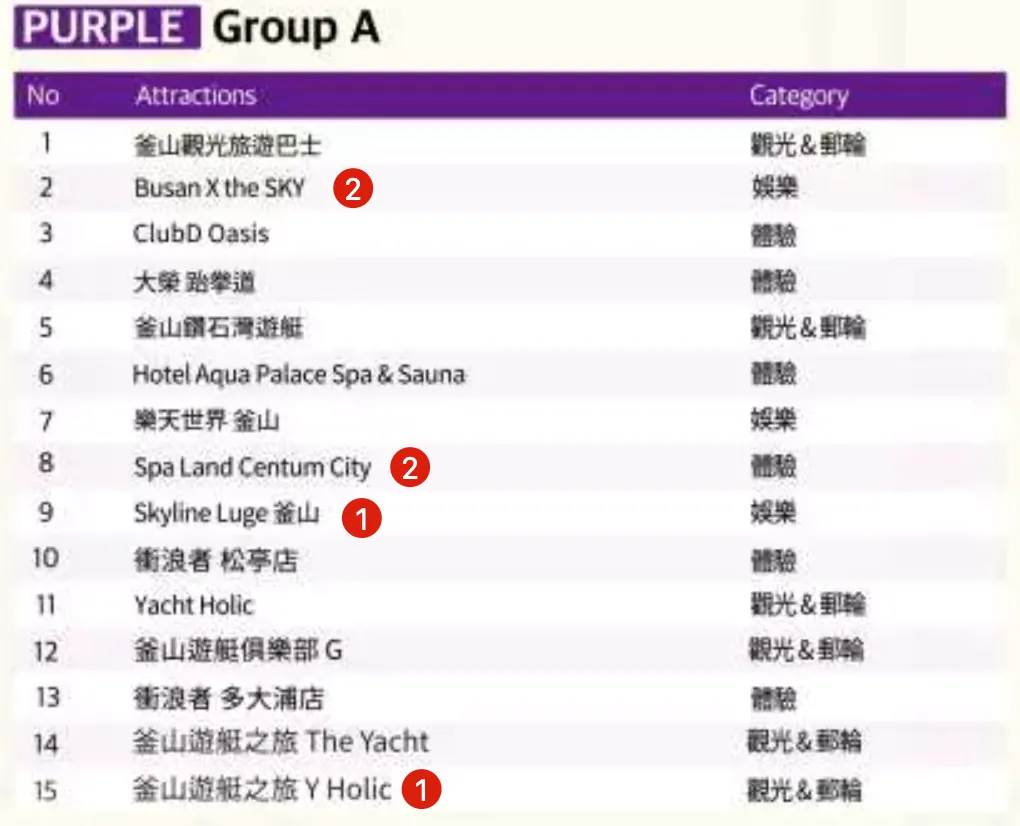 PURPLE Group A
No Attractions Category
1 釜山觀光旅遊巴士 觀光&郵輪
2 Busan X the SKY 2 娛樂
3 ClubD Oasis 體驗
4 大榮 跆拳道 體驗
5 釜山鑽石灣遊艇 觀光&郵輪
6 Hotel Aqua Palace Spa & Sauna 體驗
7 樂天世界 釜山 娛樂
8 Spa Land Centum City 2 體驗
9 Skyline Luge 釜山 1 娛樂
10 衝浪者 松亭店 體驗
11 Yacht Holic 觀光&郵輪
12 釜山遊艇俱樂部 G 觀光&郵輪
13 衝浪者 多大浦店 體驗
14 釜山遊艇之旅 The Yacht 觀光&郵輪
15 釜山遊艇之旅 Y Holic 1 觀光&郵輪